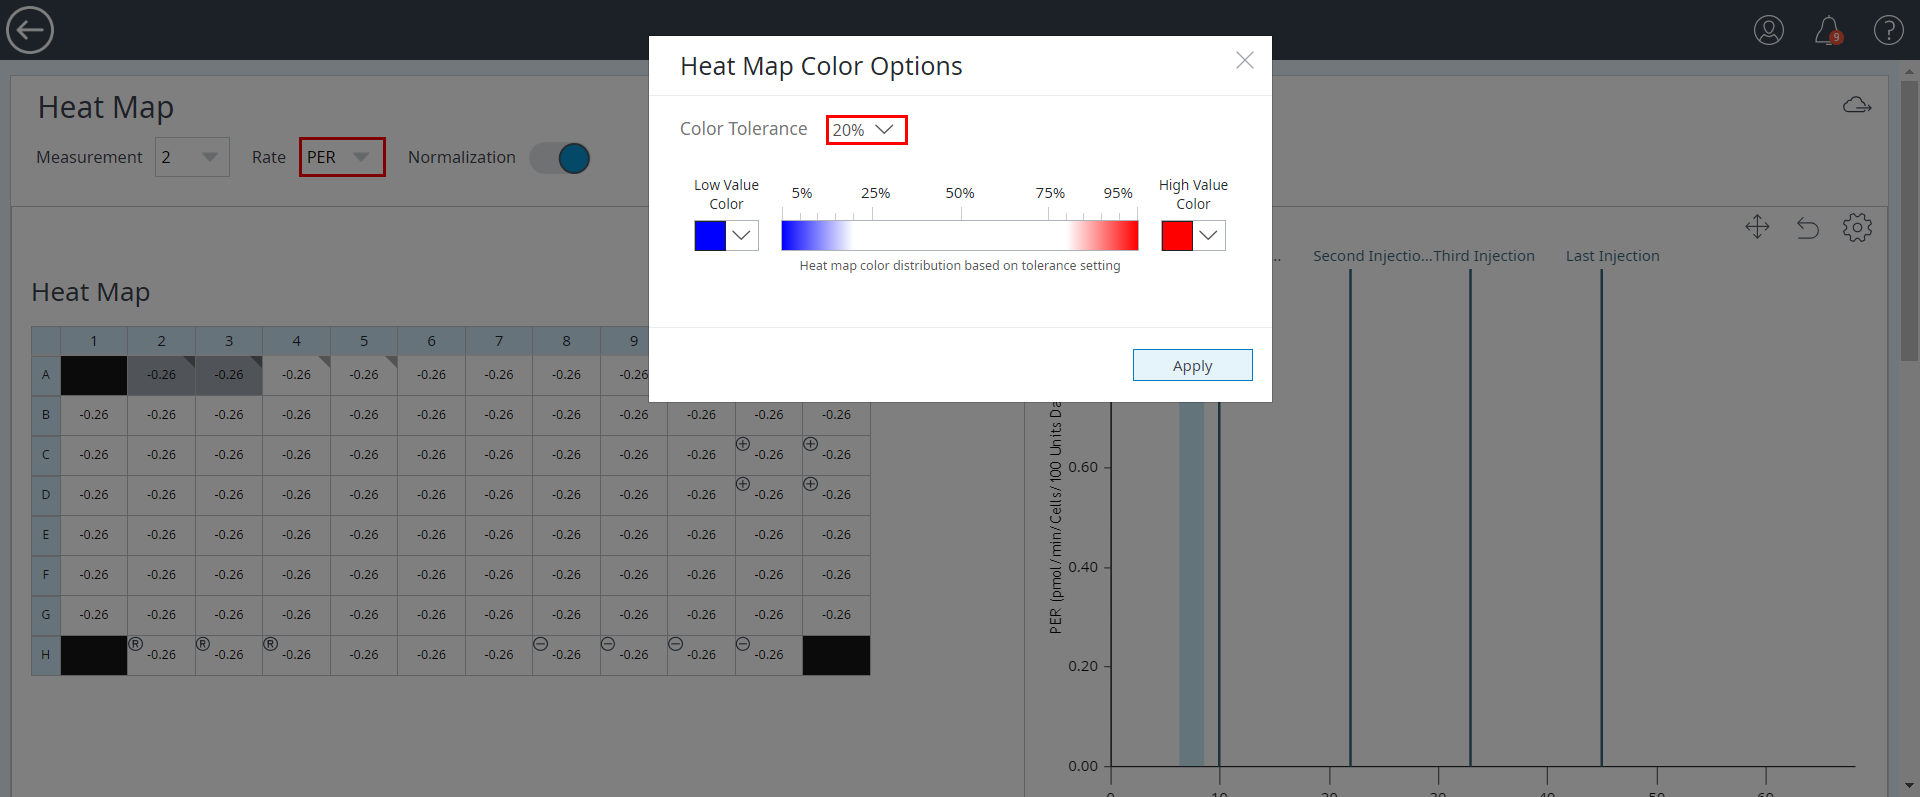 9
Heat Map Color Options
Heat Map
Color Tolerance 20%
Measurement 2 Rate PER Normalization
Low Value Color 5% 25% 50% 75% 95% High Value Color
Heat map color distribution based on tolerance setting
Apply
Heat Map
1 2 3 4 5 6 7 8 9
A -0.26 -0.26 -0.26 -0.26 -0.26 -0.26 -0.26 -0.26
B -0.26 -0.26 -0.26 -0.26 -0.26 -0.26 -0.26 -0.26 -0.26 -0.26 -0.26 -0.26
C -0.26 -0.26 -0.26 -0.26 -0.26 -0.26 -0.26 -0.26 -0.26 -0.26 -0.26 -0.26
D -0.26 -0.26 -0.26 -0.26 -0.26 -0.26 -0.26 -0.26 -0.26 -0.26 -0.26 -0.26
E -0.26 -0.26 -0.26 -0.26 -0.26 -0.26 -0.26 -0.26 -0.26 -0.26 -0.26 -0.26
F -0.26 -0.26 -0.26 -0.26 -0.26 -0.26 -0.26 -0.26 -0.26 -0.26 -0.26 -0.26
G -0.26 -0.26 -0.26 -0.26 -0.26 -0.26 -0.26 -0.26 -0.26 -0.26 -0.26 -0.26
H ® -0.26 ® -0.26 ® -0.26 -0.26 -0.26 -0.26 -0.26 -0.26 -0.26 -0.26
.. Second Injectio... Third Injection Last Injection
PER (pmol/min/Cells/100 Units Da
0.60
0.40
0.20
0.00
0 10 20 30 40 50 60